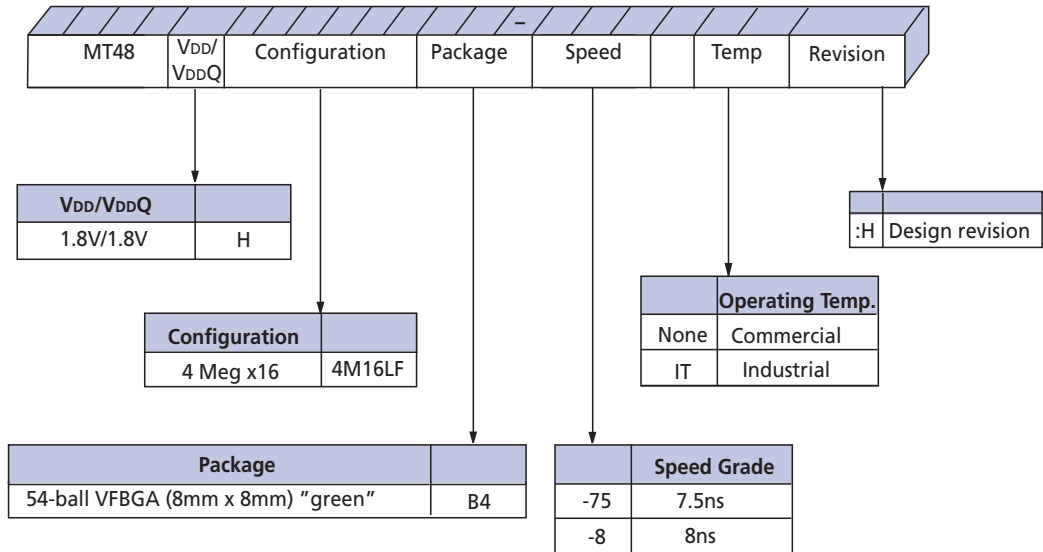 –
MT48 VDD/VDDQ Configuration Package Speed Temp Revision
VDD/VDDQ
1.8V/1.8V H
:H Design revision
Operating Temp.
None Commercial
IT Industrial
Configuration
4 Meg x16 4M16LF
Package
54-ball VFBGA (8mm x 8mm) "green" B4
Speed Grade
-75 7.5ns
-8 8ns